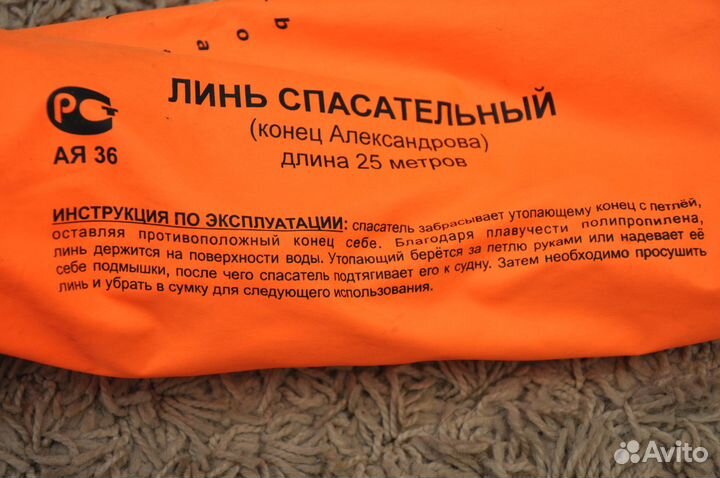 ЛИНЬ СПАСАТЕЛЬНЫЙ
(конец Александрова)
длина 25 метров
РСТ
АЯ 36
ИНСТРУКЦИЯ ПО ЭКСПЛУАТАЦИИ: спасатель забрасывает утопающему конец с петлёй,
оставляя противоположный конец себе. Благодаря плавучести полипропилена,
линь держится на поверхности воды. Утопающий берётся за петлю руками или надевает её
себе подмышки, после чего спасатель подтягивает его к судну. Затем необходимо просушить
линь и убрать в сумку для следующего использования.
Avito